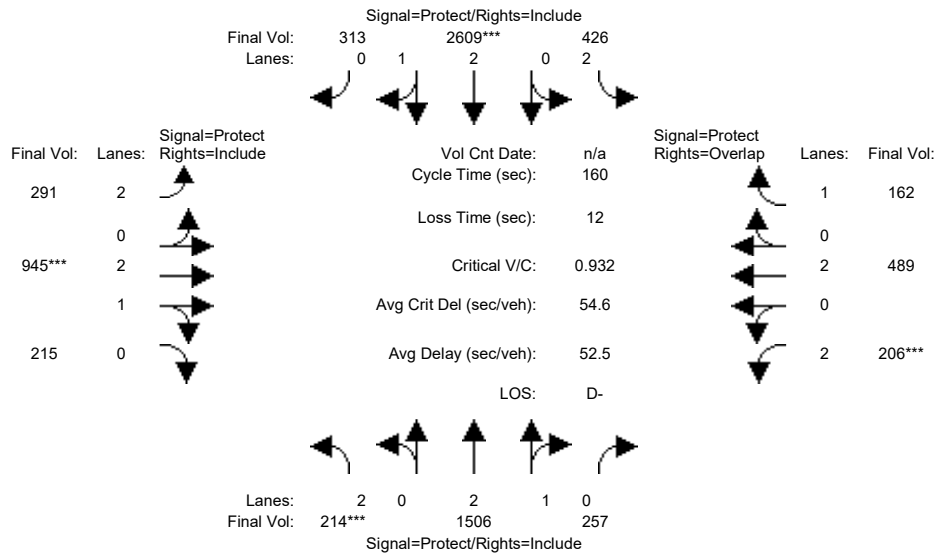 Signal=Protect/Rights=Include
Final Vol: 313 2609*** 426
Lanes: 0 1 2 0 2
Signal=Protect
Final Vol: Lanes: Rights=Include
Vol Cnt Date: n/a
Signal=Protect
Rights=Overlap Lanes: Final Vol:
Cycle Time (sec): 160
291 2
1 162
Loss Time (sec): 12
0
0
945*** 2
Critical V/C: 0.932
2 489
1
Avg Crit Del (sec/veh): 54.6
0
215 0
Avg Delay (sec/veh): 52.5
2 206***
LOS: D-
Lanes: 2 0 2 1 0
Final Vol: 214*** 1506 257
Signal=Protect/Rights=Include